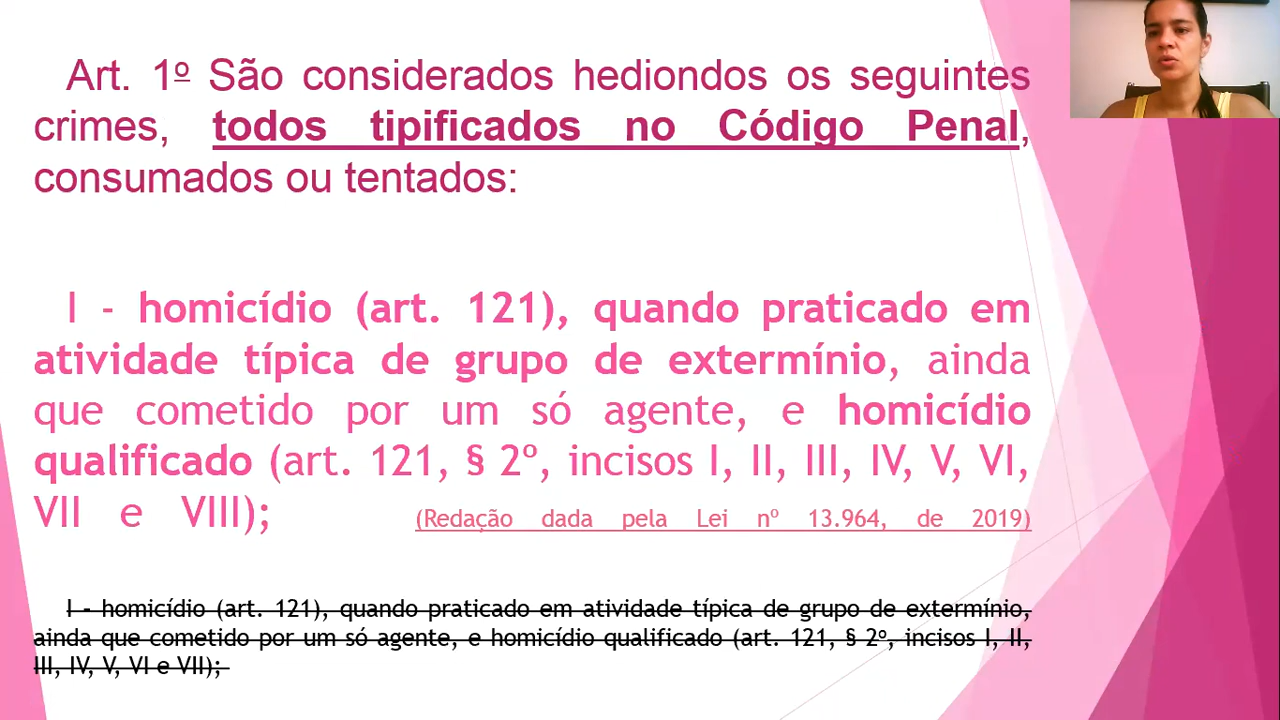 Art. 1º São considerados hediondos os seguintes
crimes, todos tipificados no Código Penal,
consumados ou tentados:
I - homicídio (art. 121), quando praticado em
atividade típica de grupo de extermínio, ainda
que cometido por um só agente, e homicídio
qualificado (art. 121, § 2º, incisos I, II, III, IV, V, VI,
VII e VIII); (Redação dada pela Lei nº 13.964, de 2019)
I - homicídio (art. 121), quando praticado em atividade típica de grupo de extermínio,
ainda que cometido por um só agente, e homicídio qualificado (art. 121, § 2º, incisos I, II,
III, IV, V, VI e VII);